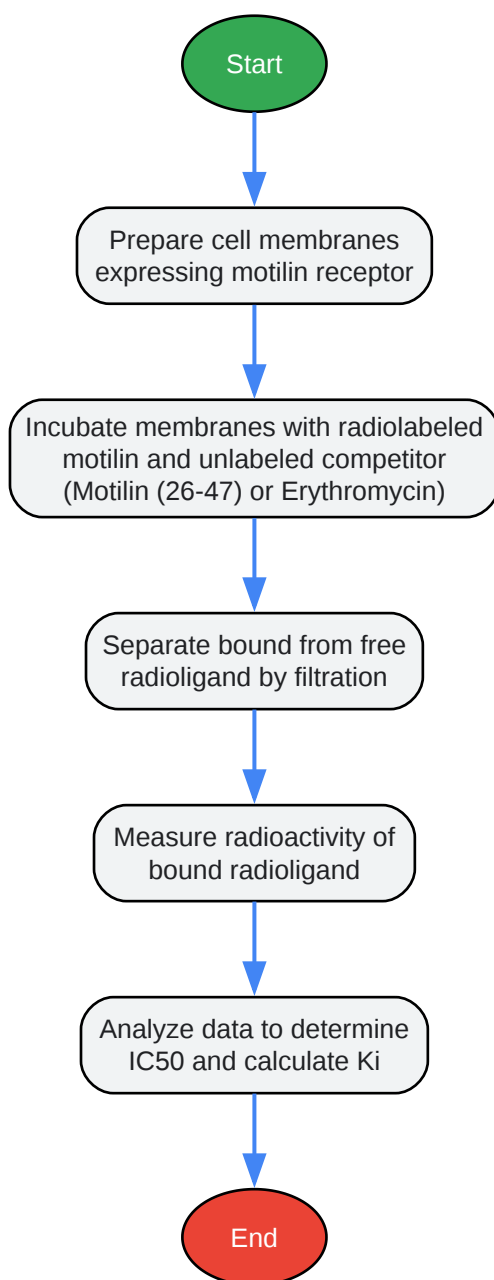 Start
Prepare cell membranes
expressing motilin receptor
Incubate membranes with radiolabeled
motilin and unlabeled competitor
(Motilin (26-47) or Erythromycin)
Separate bound from free
radioligand by filtration
Measure radioactivity of
bound radioligand
Analyze data to determine
IC50 and calculate Ki
End